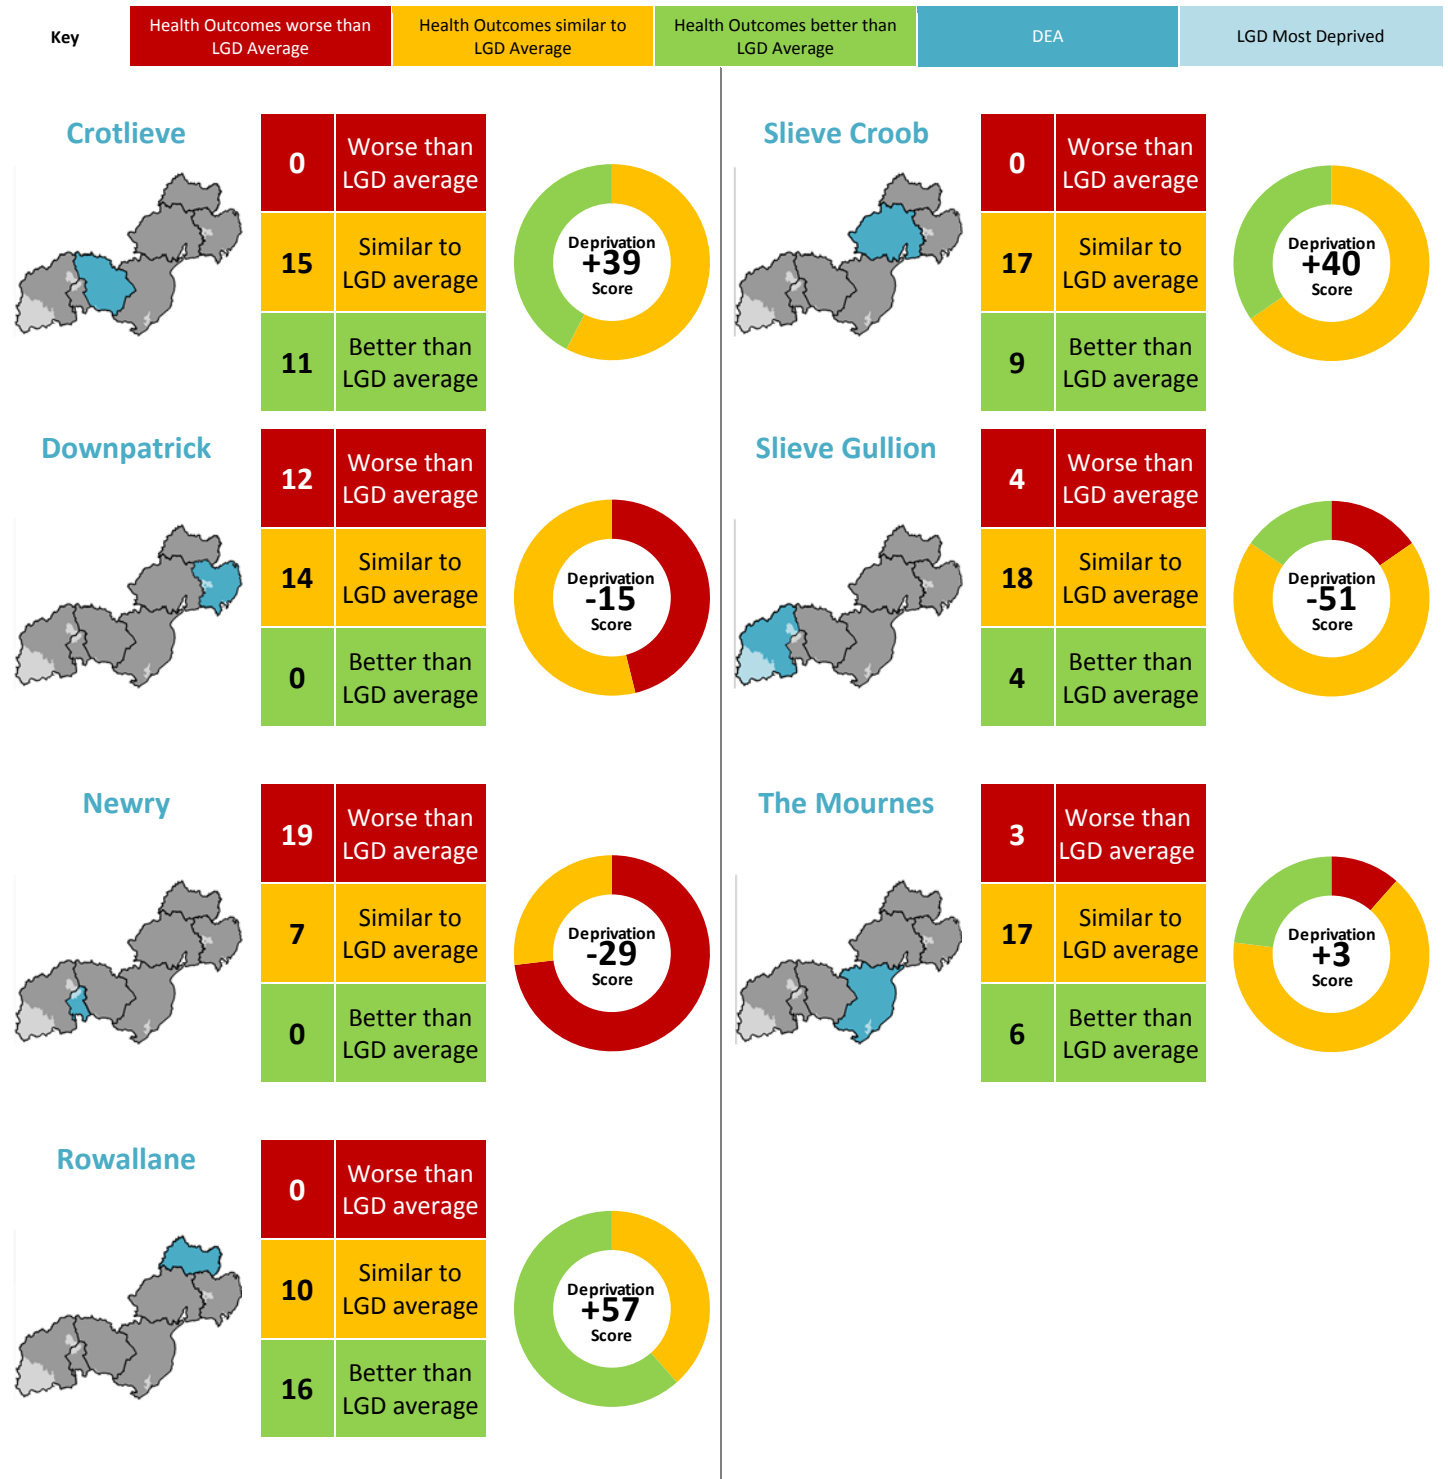 Key
Health Outcomes worse than
LGD Average
Health Outcomes similar to
LGD Average
Health Outcomes better than
LGD Average
DEA
LGD Most Deprived
Crotlieve
0
Worse than
LGD average
15
Similar to
LGD average
11
Better than
LGD average
Deprivation
+39
Score
Downpatrick
12
Worse than
LGD average
14
Similar to
LGD average
0
Better than
LGD average
Deprivation
-15
Score
Newry
19
Worse than
LGD average
7
Similar to
LGD average
0
Better than
LGD average
Deprivation
-29
Score
Rowallane
0
Worse than
LGD average
10
Similar to
LGD average
16
Better than
LGD average
Deprivation
+57
Score
Slieve Croob
0
Worse than
LGD average
17
Similar to
LGD average
9
Better than
LGD average
Deprivation
+40
Score
Slieve Gullion
4
Worse than
LGD average
18
Similar to
LGD average
4
Better than
LGD average
Deprivation
-51
Score
The Mournes
3
Worse than
LGD average
17
Similar to
LGD average
6
Better than
LGD average
Deprivation
+3
Score